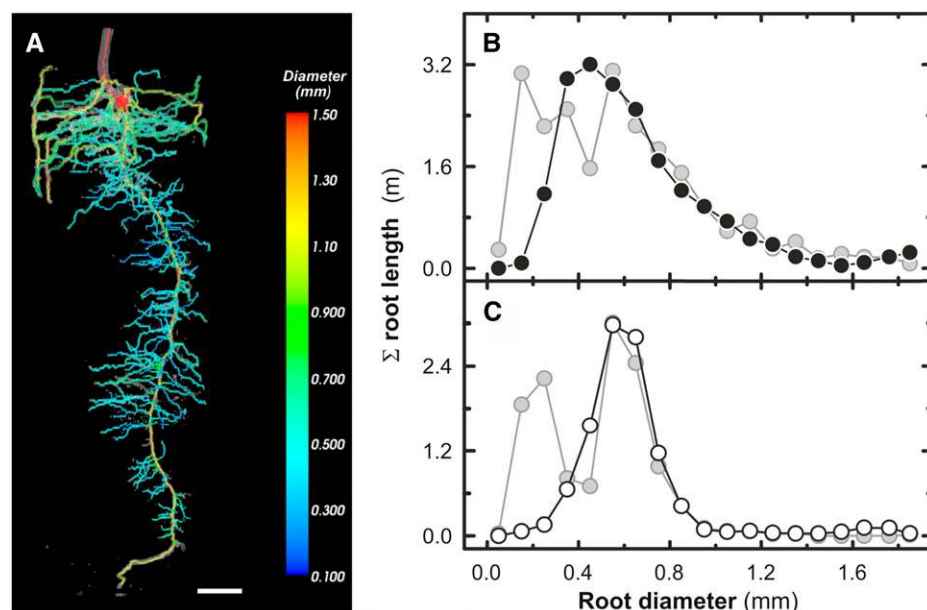 A
Diameter
(mm)
1.50
1.30
1.10
0.900
0.700
0.500
0.300
0.100
B
3.2
1.6
0.0
C
2.4
1.2
0.0
Σ root length (m)
0.0 0.4 0.8 1.2 1.6
Root diameter (mm)